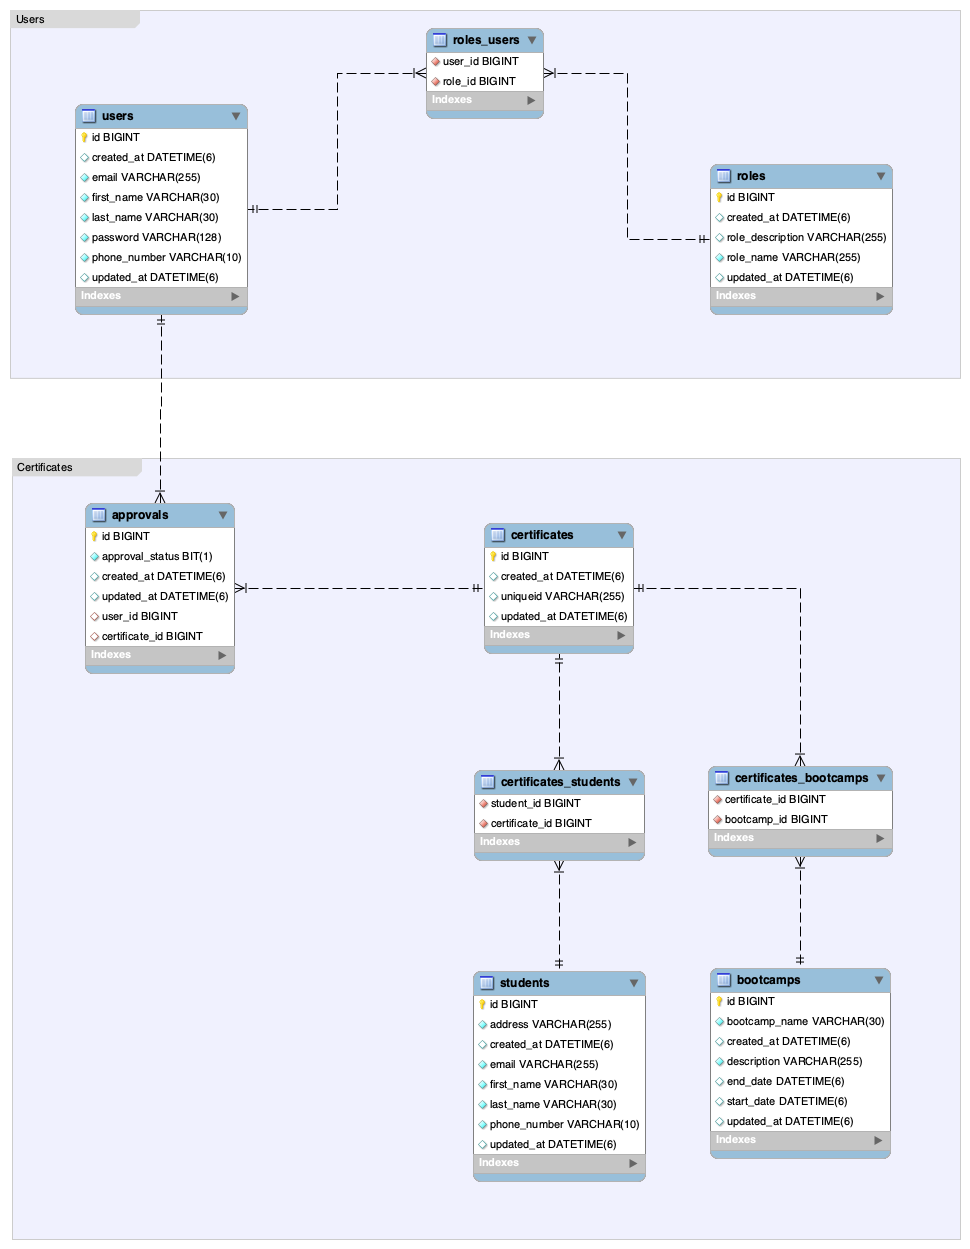 Users
roles_users
user_id BIGINT
role_id BIGINT
Indexes
users
id BIGINT
created_at DATETIME(6)
email VARCHAR(255)
first_name VARCHAR(30)
last_name VARCHAR(30)
password VARCHAR(128)
phone_number VARCHAR(10)
updated_at DATETIME(6)
Indexes
roles
id BIGINT
created_at DATETIME(6)
role_description VARCHAR(255)
role_name VARCHAR(255)
updated_at DATETIME(6)
Indexes
Certificates
approvals
id BIGINT
approval_status BIT(1)
created_at DATETIME(6)
updated_at DATETIME(6)
user_id BIGINT
certificate_id BIGINT
Indexes
certificates
id BIGINT
created_at DATETIME(6)
uniqueid VARCHAR(255)
updated_at DATETIME(6)
Indexes
certificates_students
student_id BIGINT
certificate_id BIGINT
Indexes
certificates_bootcamps
certificate_id BIGINT
bootcamp_id BIGINT
Indexes
students
id BIGINT
address VARCHAR(255)
created_at DATETIME(6)
email VARCHAR(255)
first_name VARCHAR(30)
last_name VARCHAR(30)
phone_number VARCHAR(10)
updated_at DATETIME(6)
Indexes
bootcamps
id BIGINT
bootcamp_name VARCHAR(30)
created_at DATETIME(6)
description VARCHAR(255)
end_date DATETIME(6)
start_date DATETIME(6)
updated_at DATETIME(6)
Indexes